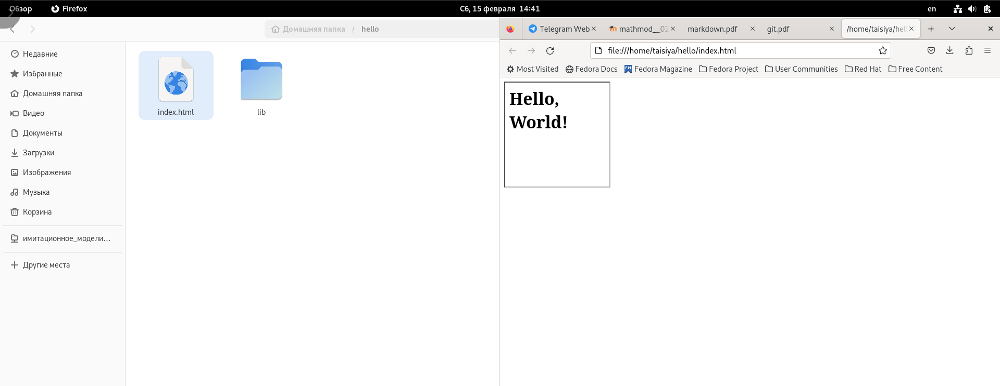 Обзор Firefox Сб, 15 февраля 14:41 en
Домашняя папка / hello
Недавние
Избранные
Домашняя папка
Видео
Документы
Загрузки
Изображения
Музыка
Корзина
имитационное_модели…
Другие места
index.html lib
Telegram Web mathmod__02 markdown.pdf git.pdf /home/taisiya/hell
file:///home/taisiya/hello/index.html
Most Visited Fedora Docs Fedora Magazine Fedora Project User Communities Red Hat Free Content
Hello,
World!